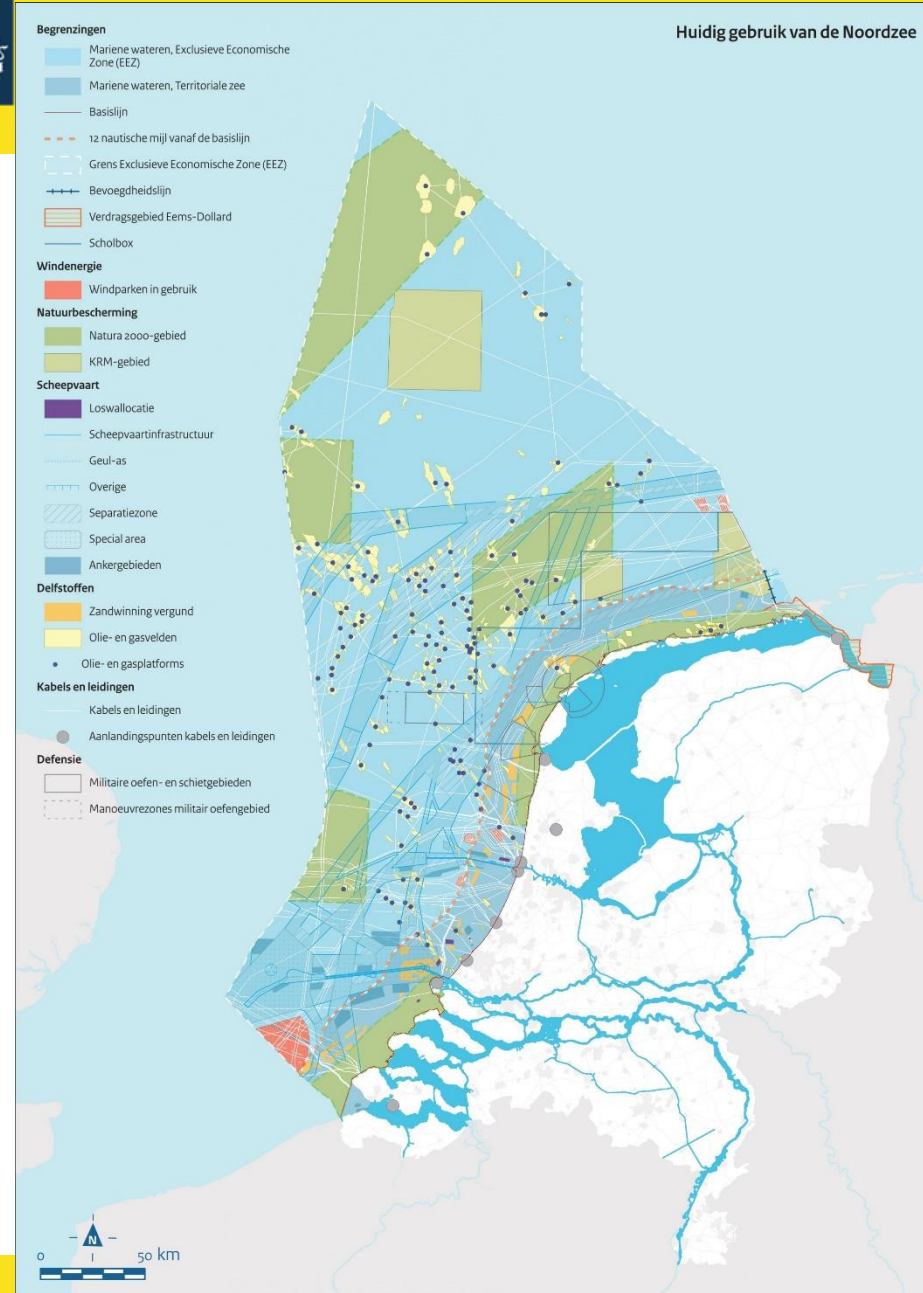 Huidig gebruik van de Noordzee
Begrenzingen
Mariene wateren, Exclusieve Economische
Zone (EEZ)
Mariene wateren, Territoriale zee
Basislijn
12 nautische mijl vanaf de basislijn
Grens Exclusieve Economische Zone (EEZ)
Bevoegdheidslijn
Verdragsgebied Eems-Dollard
Scholbox
Windenergie
Windparken in gebruik
Natuurbescherming
Natura 2000-gebied
KRM-gebied
Scheepvaart
Loswallocatie
Scheepvaartinfrastructuur
Geul-as
Overige
Separatiezone
Special area
Ankergebieden
Delfstoffen
Zandwinning vergund
Olie- en gasvelden
Olie- en gasplatforms
Kabels en leidingen
Kabels en leidingen
Aanlandingspunten kabels en leidingen
Defensie
Militaire oefen- en schietgebieden
Manoeuvrezones militair oefengebied
N
0 50 km